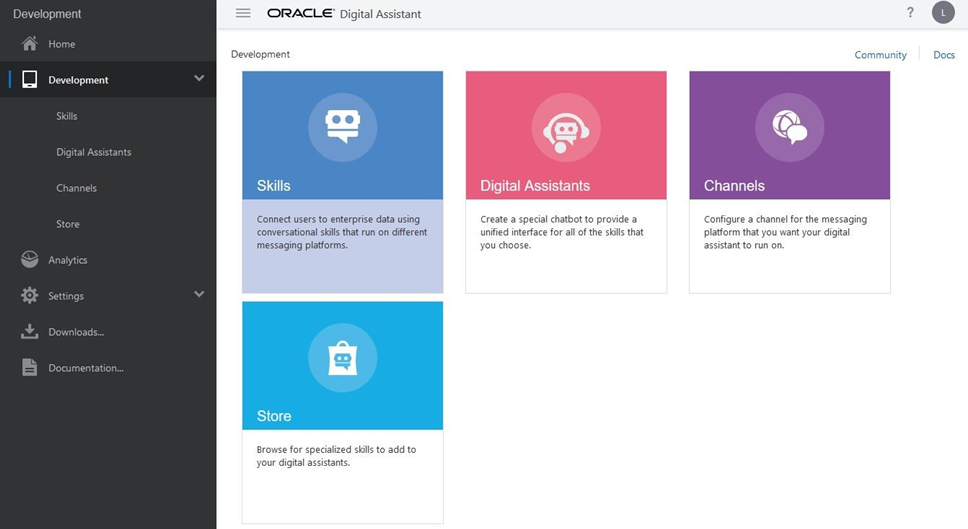 Development
Home
Development
Skills
Digital Assistants
Channels
Store
Analytics
Settings
Downloads...
Documentation...
ORACLE® Digital Assistant
? L
Development
Community Docs
Skills
Connect users to enterprise data using
conversational skills that run on different
messaging platforms.
Digital Assistants
Create a special chatbot to provide a
unified interface for all of the skills that
you choose.
Channels
Configure a channel for the messaging
platform that you want your digital
assistant to run on.
Store
Browse for specialized skills to add to
your digital assistants.